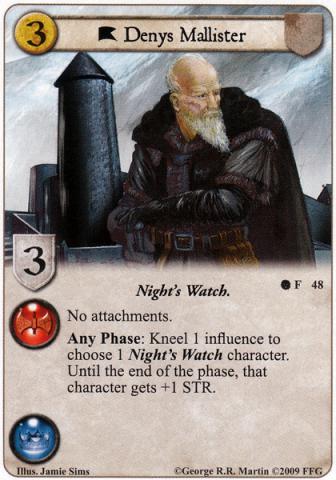 3
Denys Mallister
3
Night's Watch.
F 48
No attachments.
Any Phase: Kneel 1 influence to
choose 1 Night's Watch character.
Until the end of the phase, that
character gets +1 STR.
Illus. Jamie Sims
©George R.R. Martin ©2009 FFG